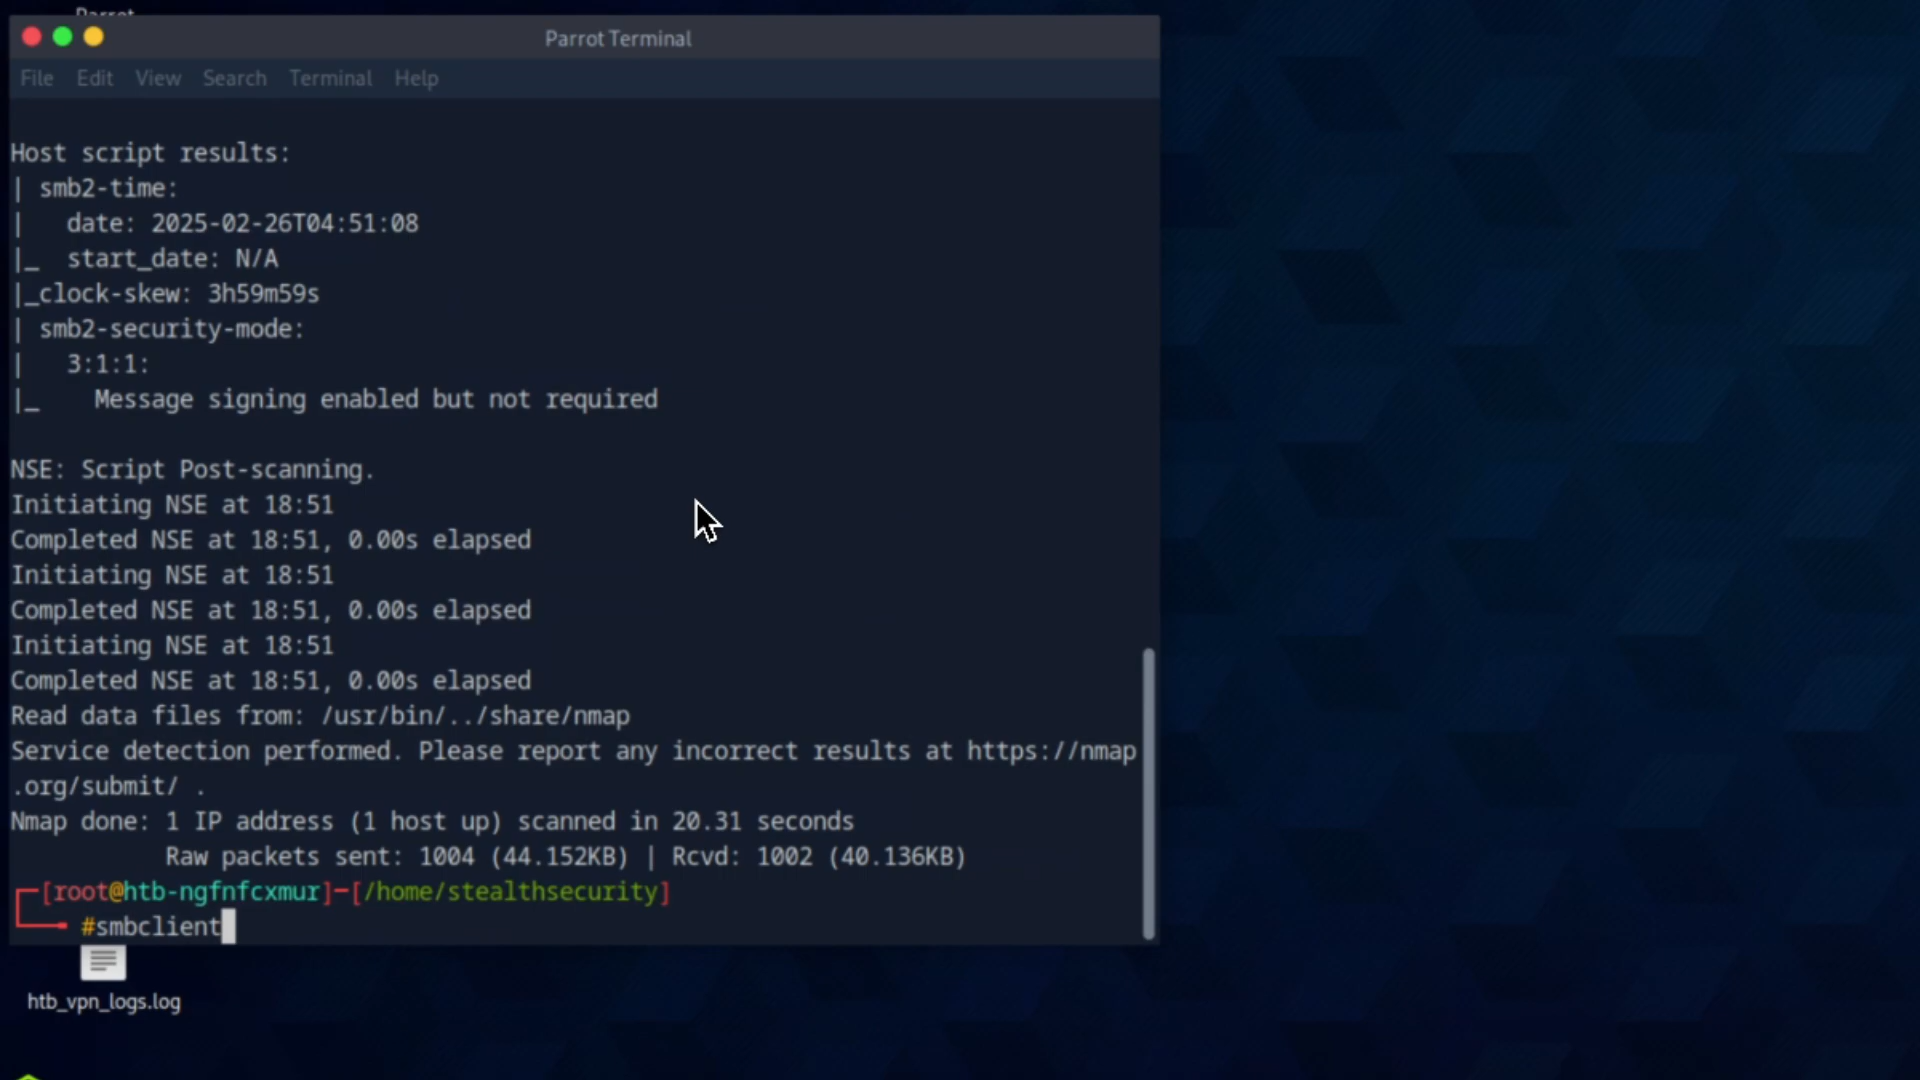 Parrot
Parrot Terminal
File Edit View Search Terminal Help
Host script results:
| smb2-time:
|   date: 2025-02-26T04:51:08
|_  start_date: N/A
|_clock-skew: 3h59m59s
| smb2-security-mode:
|   3:1:1:
|_    Message signing enabled but not required
NSE: Script Post-scanning.
Initiating NSE at 18:51
Completed NSE at 18:51, 0.00s elapsed
Initiating NSE at 18:51
Completed NSE at 18:51, 0.00s elapsed
Initiating NSE at 18:51
Completed NSE at 18:51, 0.00s elapsed
Read data files from: /usr/bin/../share/nmap
Service detection performed. Please report any incorrect results at https://nmap
.org/submit/ .
Nmap done: 1 IP address (1 host up) scanned in 20.31 seconds
Raw packets sent: 1004 (44.152KB) | Rcvd: 1002 (40.136KB)
[root@htb-ngfnfcxmur]-[/home/stealthsecurity]
#smbclient
htb_vpn_logs.log